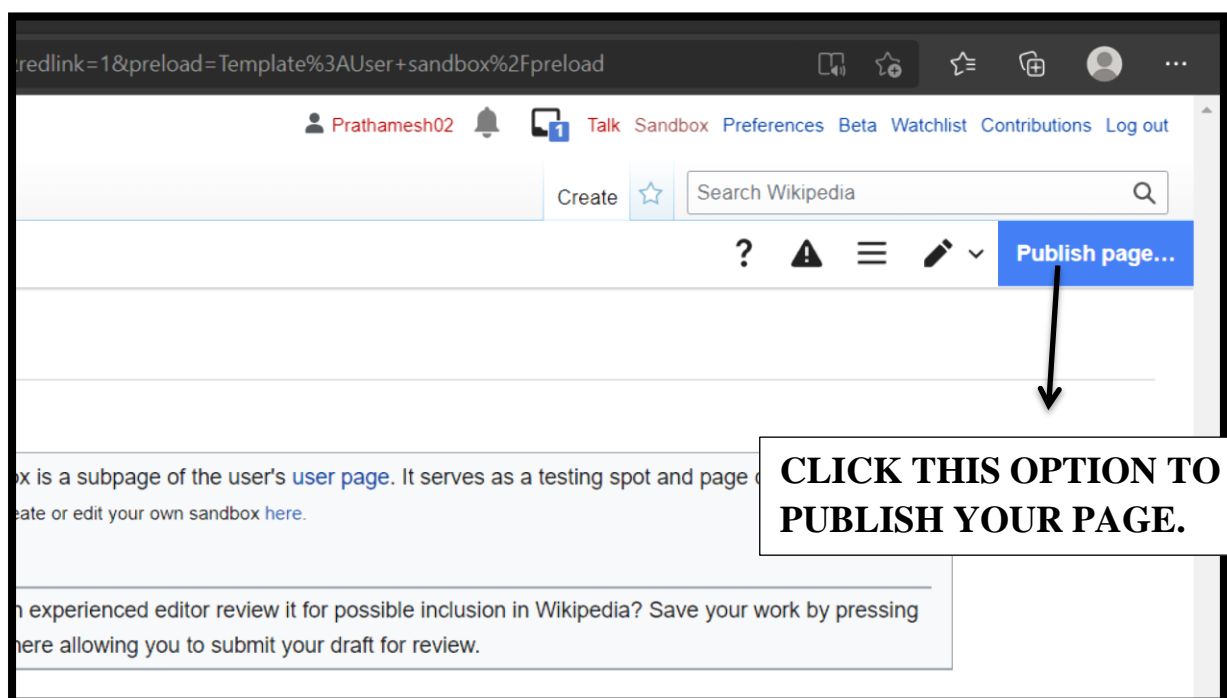 redlink=1&preload=Template%3AUser+sandbox%2Fpreload
Prathamesh02 1 Talk Sandbox Preferences Beta Watchlist Contributions Log out
Create Search Wikipedia
? Publish page...
x is a subpage of the user's user page. It serves as a testing spot and page
eate or edit your own sandbox here.
CLICK THIS OPTION TO
PUBLISH YOUR PAGE.
experienced editor review it for possible inclusion in Wikipedia? Save your work by pressing
here allowing you to submit your draft for review.